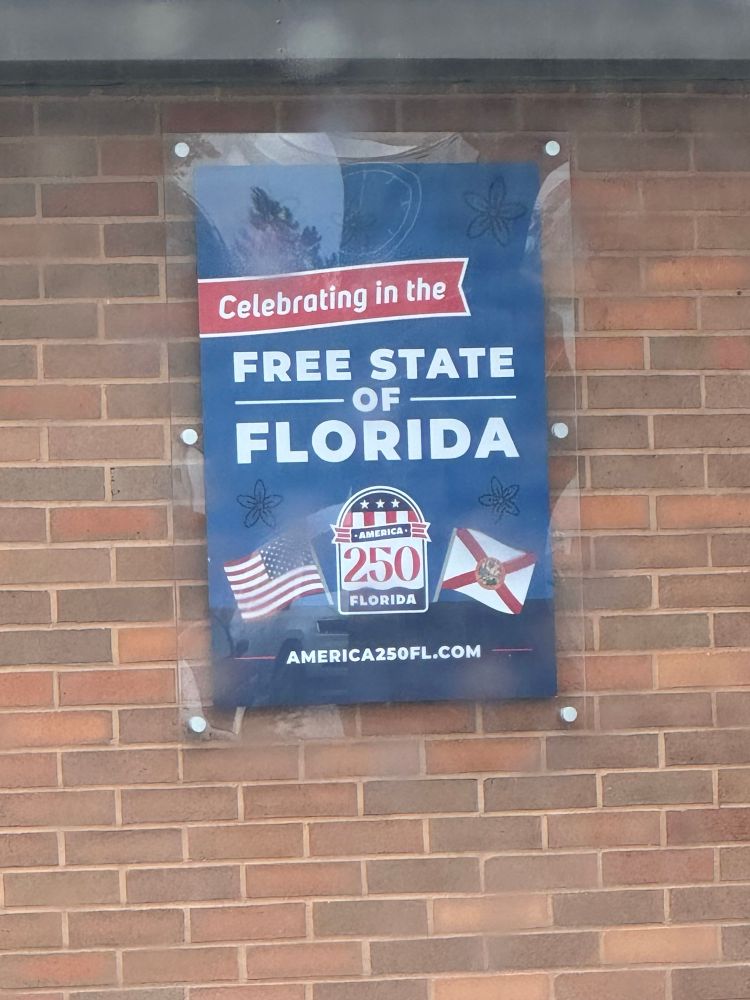 Celebrating in the
FREE STATE
OF
FLORIDA
AMERICA
250
FLORIDA
AMERICA250FL.COM